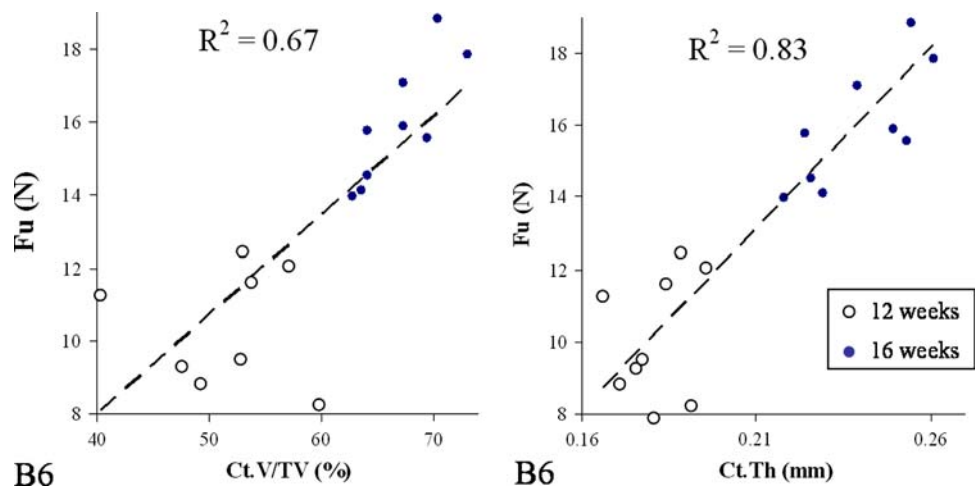 R² = 0.67
18
16
14
12
10
8
Fu (N)
40 50 60 70
Ct.V/TV (%)
B6
R² = 0.83
18
16
14
12
10
8
Fu (N)
12 weeks
16 weeks
0.16 0.21 0.26
Ct.Th (mm)
B6